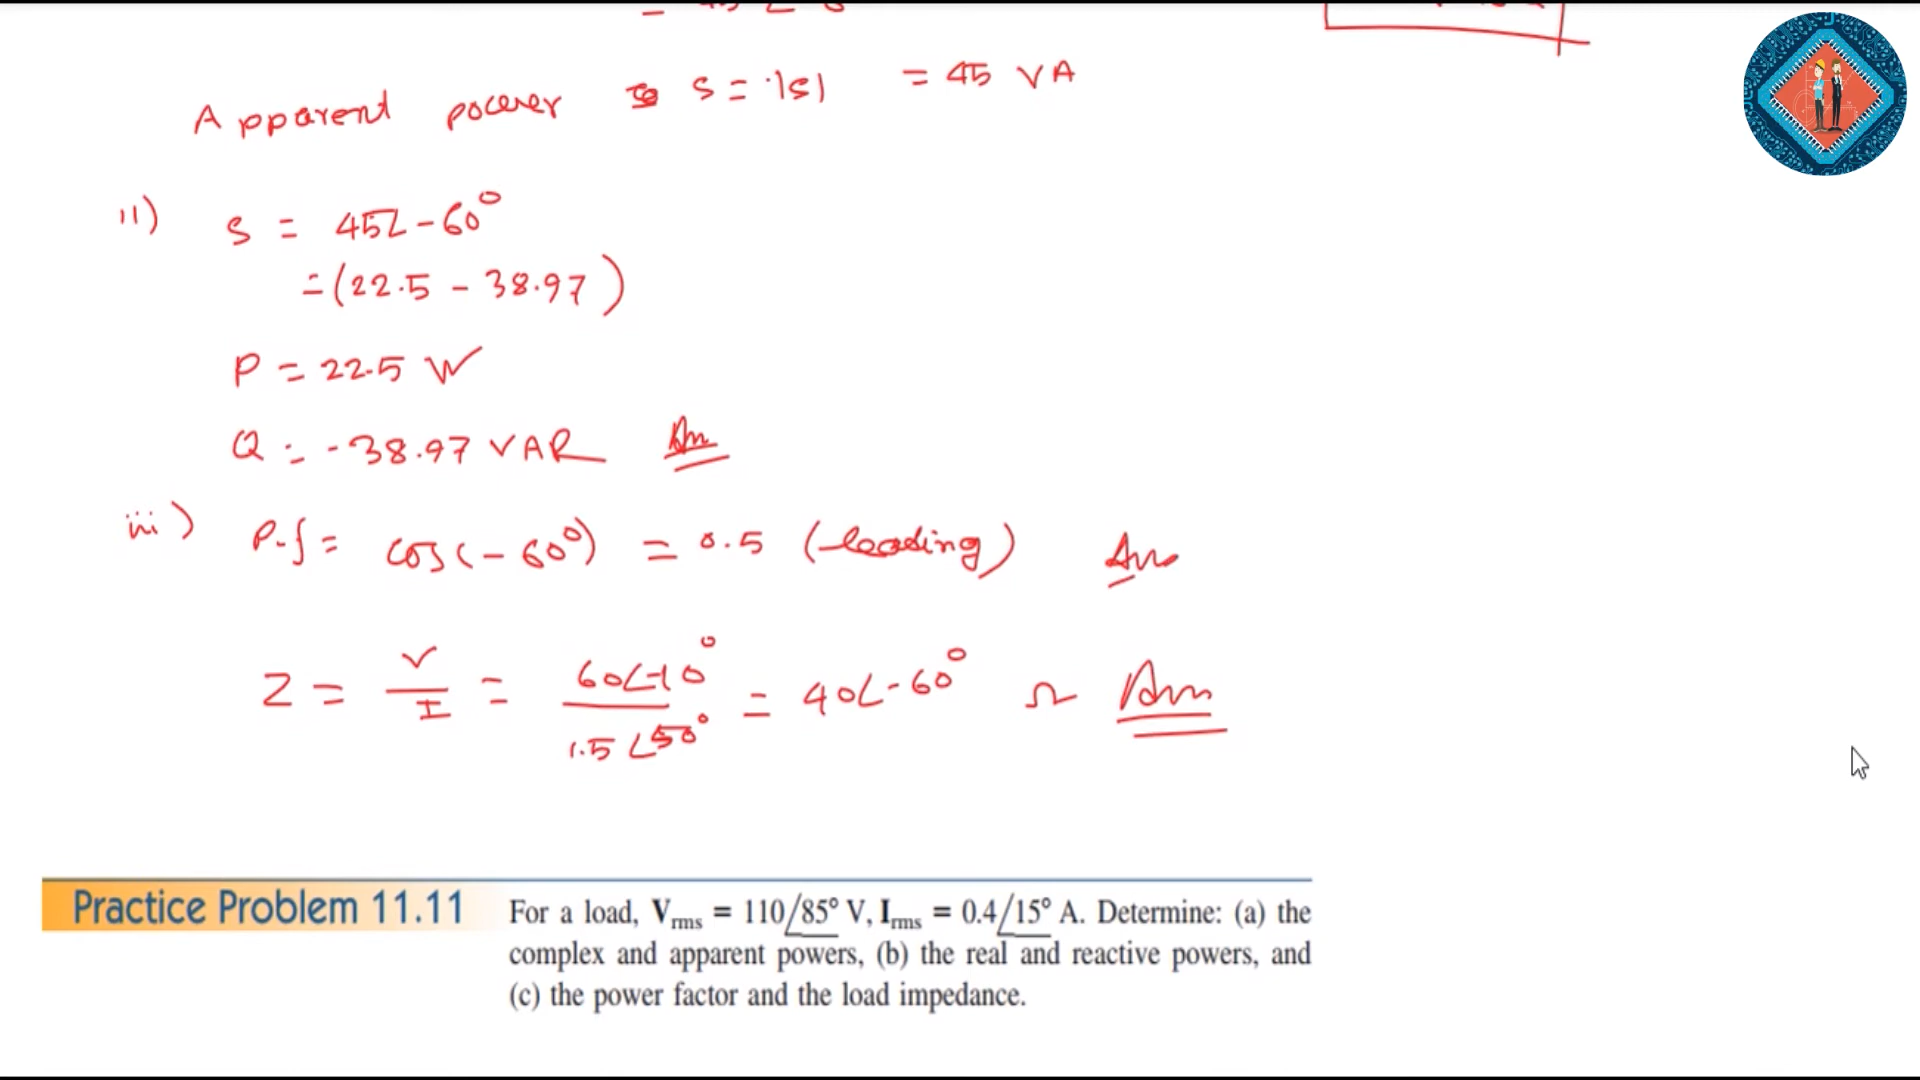 Apparent power S = |S| = 45 VA
ii) S = 45∠-60°
= (22.5 - 38.97)
P = 22.5 W
Q = -38.97 VAR Ans
iii) P.f = cos(-60°) = 0.5 (leading) Ans
Z = V/I = 60∠-10° / 1.5∠50° = 40∠-60° Ω Ans
Practice Problem 11.11 For a load, Vrms = 110/85° V, Irms = 0.4/15° A. Determine: (a) the
complex and apparent powers, (b) the real and reactive powers, and
(c) the power factor and the load impedance.